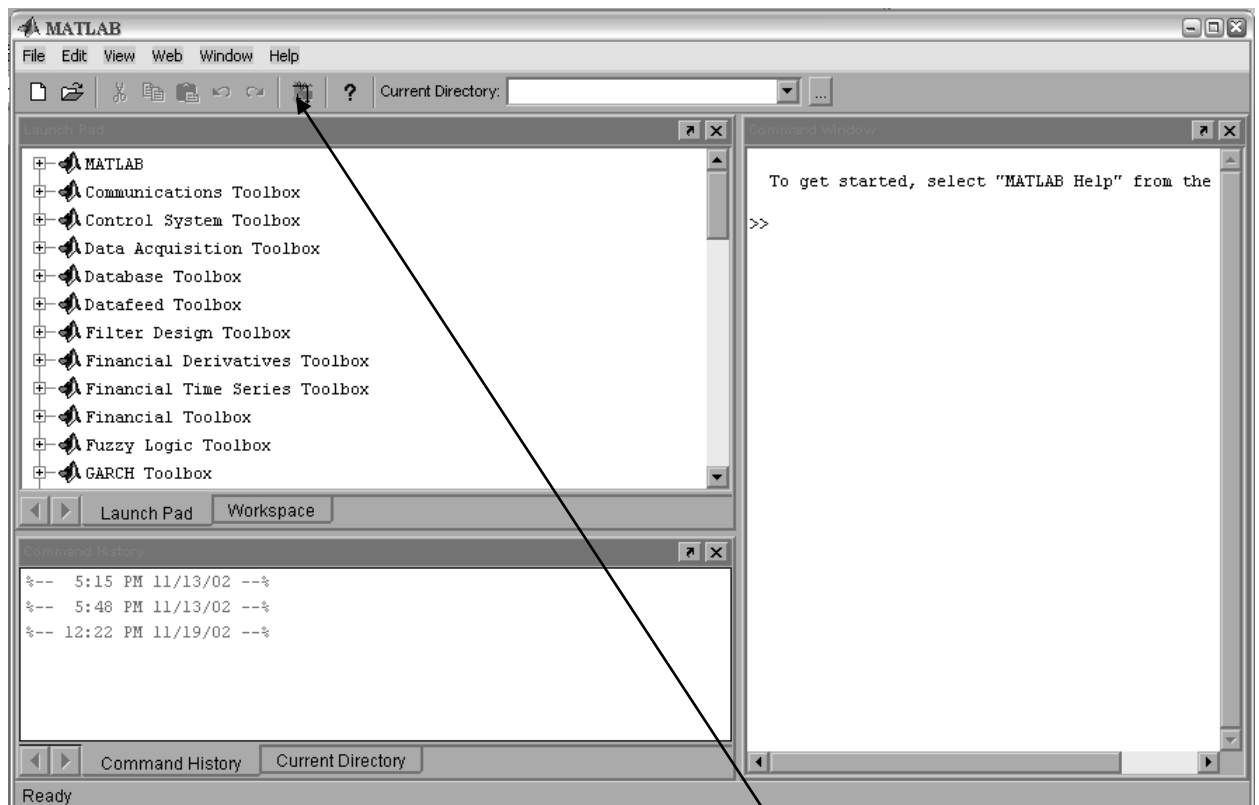 MATLAB
File Edit View Web Window Help
? Current Directory: ...
Launch Pad
MATLAB
Communications Toolbox
Control System Toolbox
Data Acquisition Toolbox
Database Toolbox
Datafeed Toolbox
Filter Design Toolbox
Financial Derivatives Toolbox
Financial Time Series Toolbox
Financial Toolbox
Fuzzy Logic Toolbox
GARCH Toolbox
Launch Pad Workspace
Command History
%-- 5:15 PM 11/13/02 --%
%-- 5:48 PM 11/13/02 --%
%-- 12:22 PM 11/19/02 --%
Command History Current Directory
Command Window
To get started, select "MATLAB Help" from the
>>
Ready